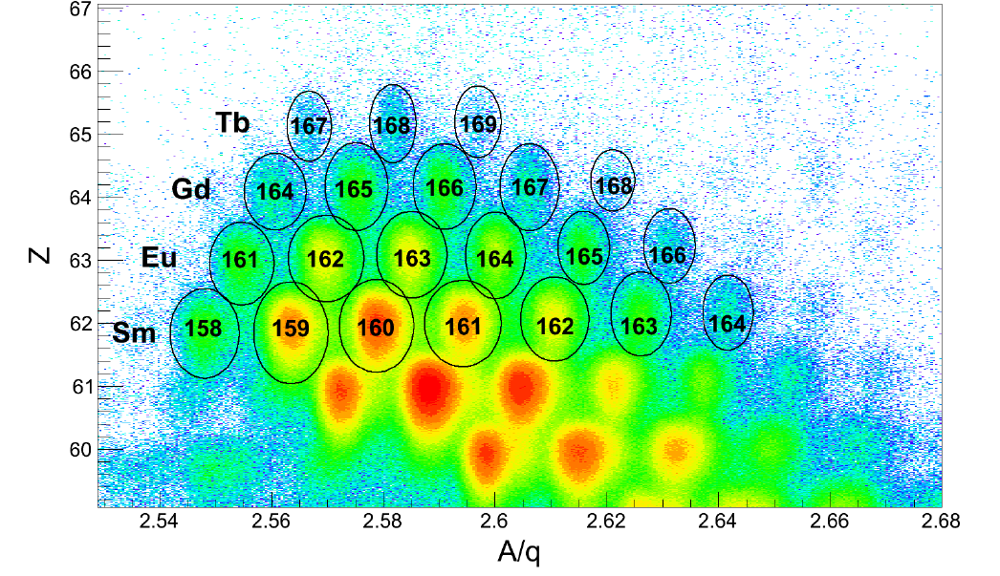 67
66
65
64
63
62
61
60
Z
Tb 167 168 169
Gd 164 165 166 167 168
Eu 161 162 163 164 165 166
Sm 158 159 160 161 162 163 164
2.54 2.56 2.58 2.6 2.62 2.64 2.66 2.68
A/q